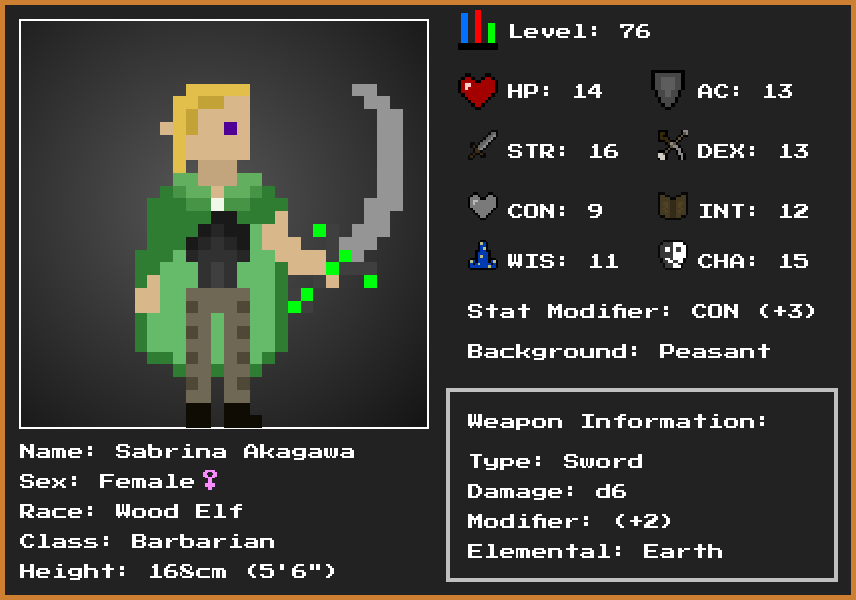 Level: 76
HP: 14
AC: 13
STR: 16
DEX: 13
CON: 9
INT: 12
WIS: 11
CHA: 15
Stat Modifier: CON (+3)
Background: Peasant
Weapon Information:
Type: Sword
Damage: d6
Modifier: (+2)
Elemental: Earth
Name: Sabrina Akagawa
Sex: Female♀
Race: Wood Elf
Class: Barbarian
Height: 168cm (5'6")